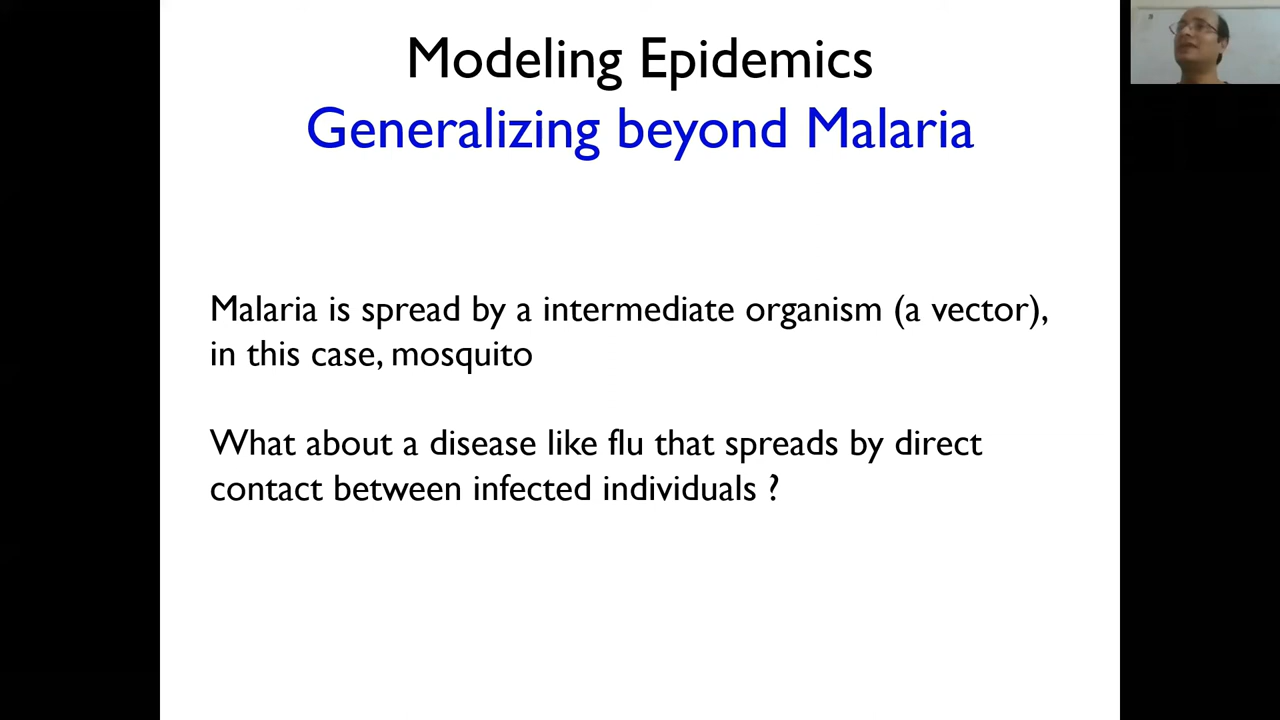 Modeling Epidemics
Generalizing beyond Malaria
Malaria is spread by a intermediate organism (a vector),
in this case, mosquito
What about a disease like flu that spreads by direct
contact between infected individuals ?